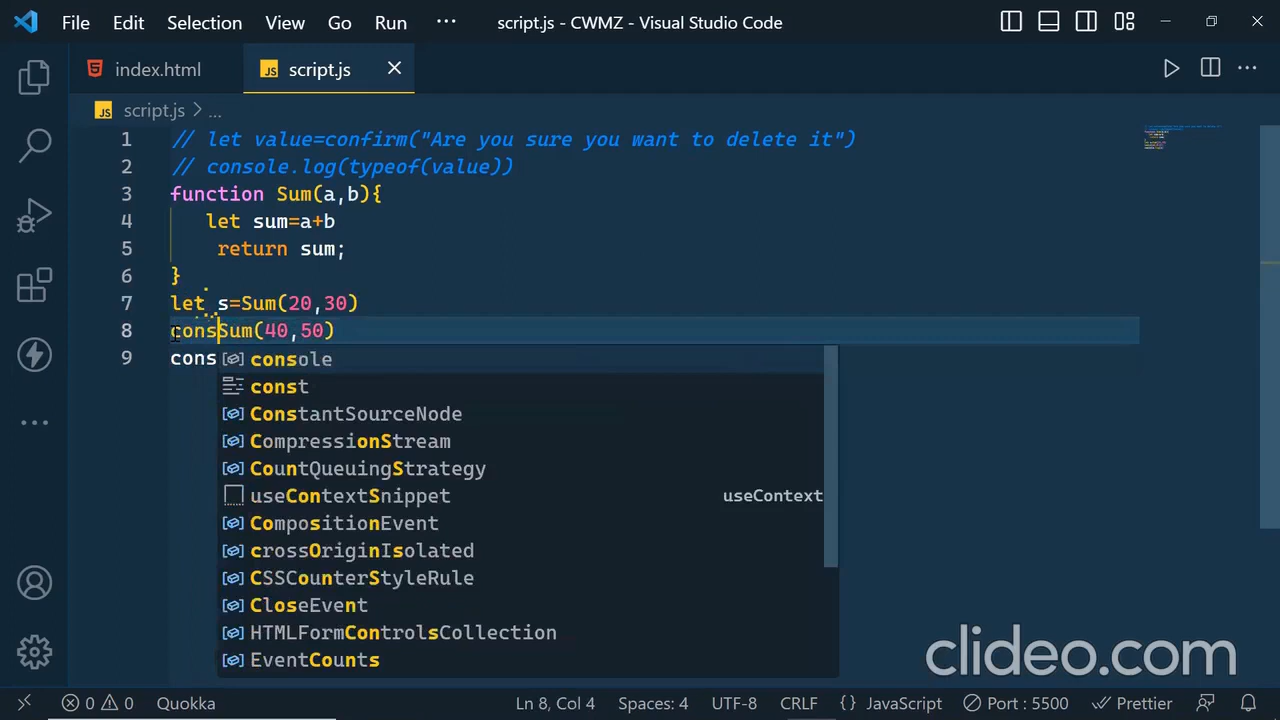 File Edit Selection View Go Run ··· script.js - CWMZ - Visual Studio Code
index.html script.js
script.js > ...
1 // let value=confirm("Are you sure you want to delete it")
2 // console.log(typeof(value))
3 function Sum(a,b){
4 let sum=a+b
5 return sum;
6 }
7 let s=Sum(20,30)
8 consSum(40,50)
9 cons
console
const
ConstantSourceNode
CompressionStream
CountQueuingStrategy
useContextSnippet useContext
CompositionEvent
crossOriginIsolated
CSSCounterStyleRule
CloseEvent
HTMLFormControlsCollection
EventCounts
clideo.com
0 0 Quokka Ln 8, Col 4 Spaces: 4 UTF-8 CRLF {} JavaScript Port : 5500 Prettier